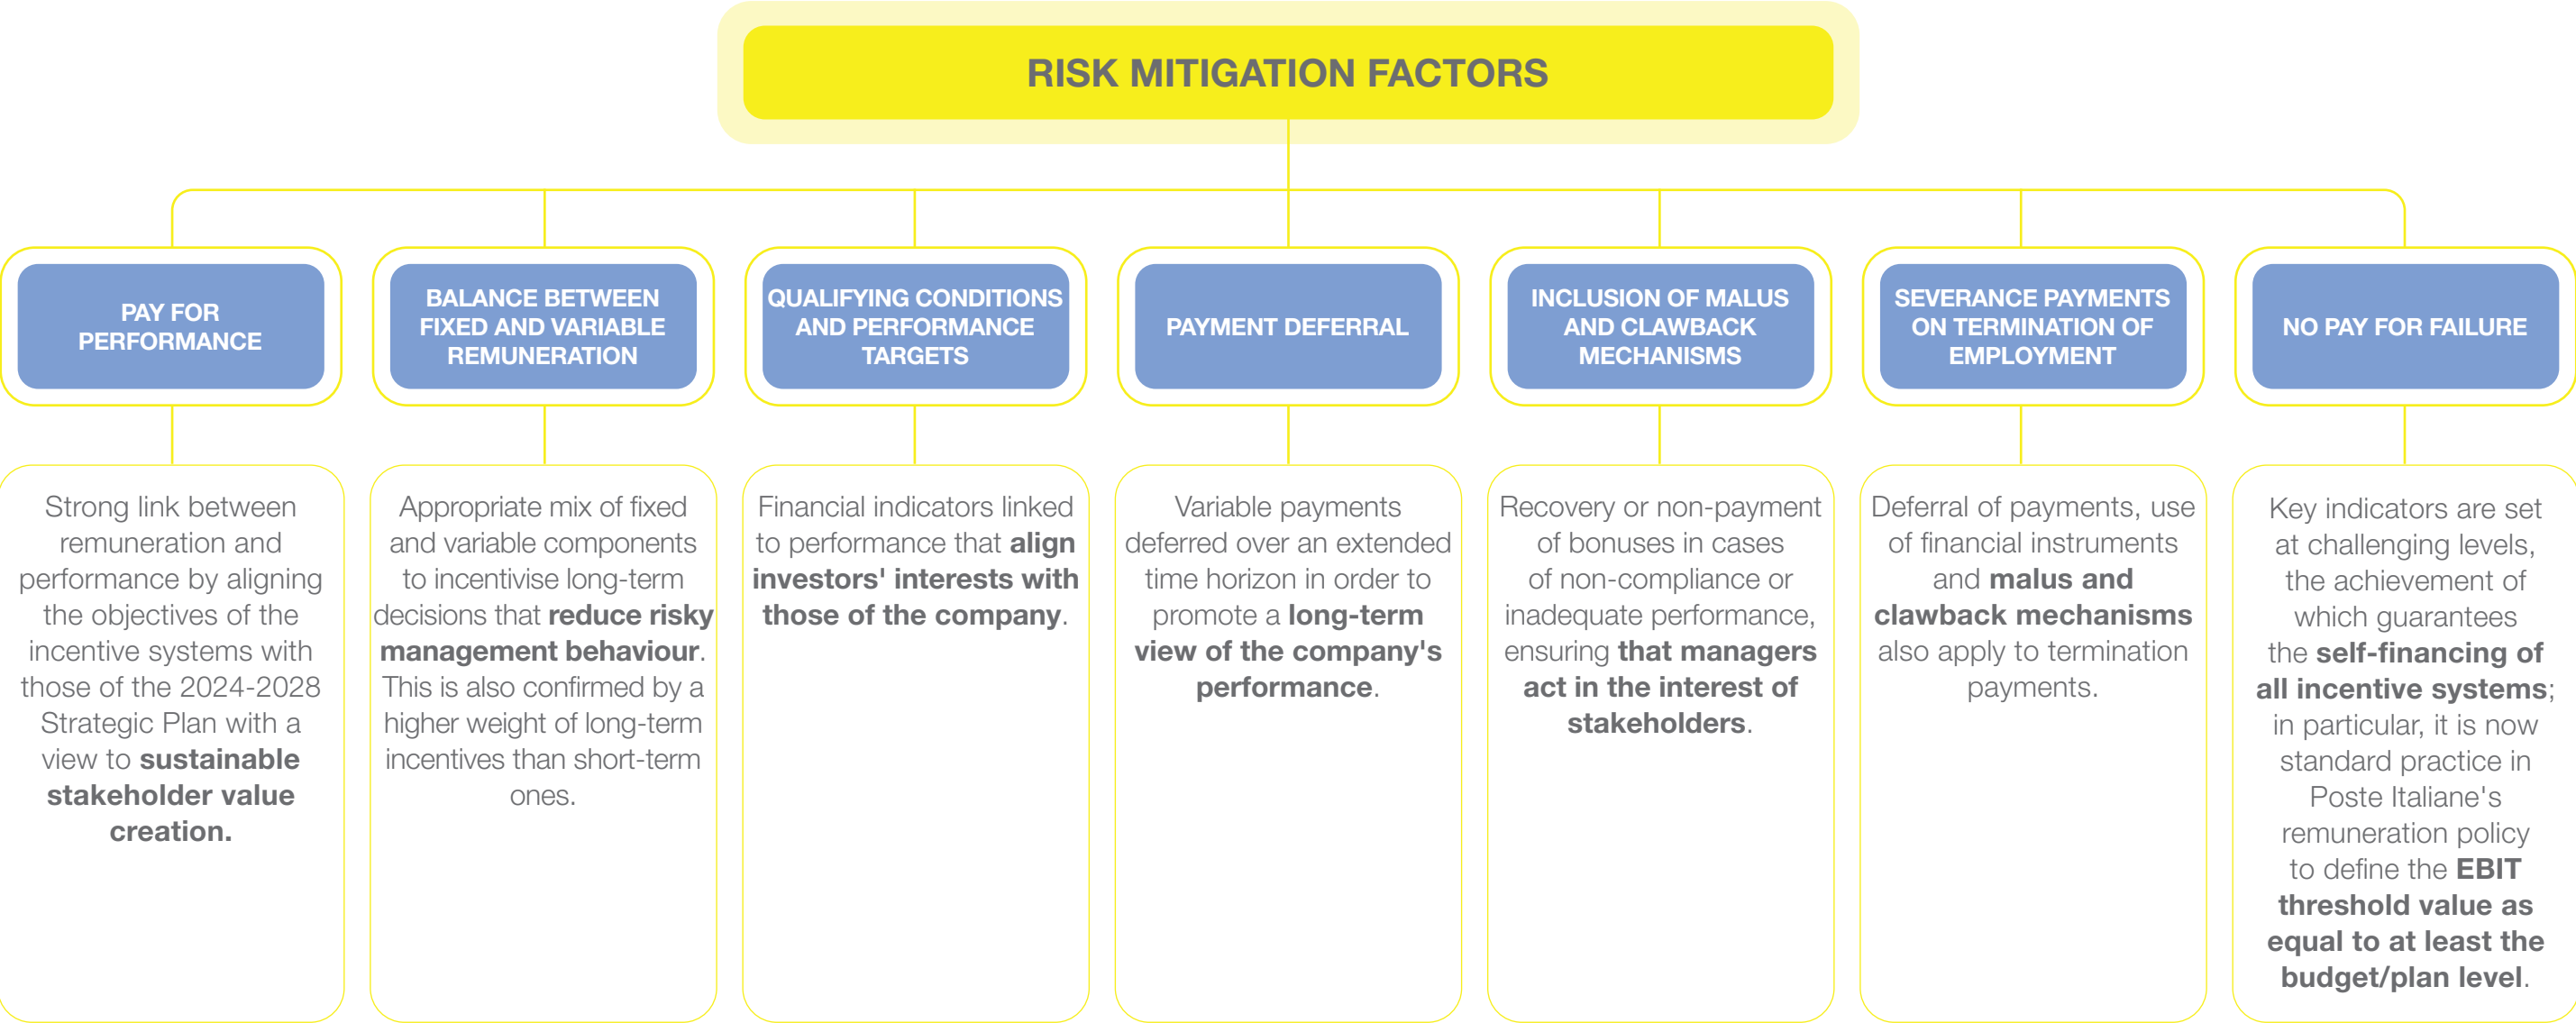 RISK MITIGATION FACTORS
PAY FOR
PERFORMANCE
Strong link between
remuneration and
performance by aligning
the objectives of the
incentive systems with
those of the 2024-2028
Strategic Plan with a
view to sustainable
stakeholder value
creation.
BALANCE BETWEEN
FIXED AND VARIABLE
REMUNERATION
Appropriate mix of fixed
and variable components
to incentivise long-term
decisions that reduce risky
management behaviour.
This is also confirmed by a
higher weight of long-term
incentives than short-term
ones.
QUALIFYING CONDITIONS
AND PERFORMANCE
TARGETS
Financial indicators linked
to performance that align
investors' interests with
those of the company.
PAYMENT DEFERRAL
Variable payments
deferred over an extended
time horizon in order to
promote a long-term
view of the company's
performance.
INCLUSION OF MALUS
AND CLAWBACK
MECHANISMS
Recovery or non-payment
of bonuses in cases
of non-compliance or
inadequate performance,
ensuring that managers
act in the interest of
stakeholders.
SEVERANCE PAYMENTS
ON TERMINATION OF
EMPLOYMENT
Deferral of payments, use
of financial instruments
and malus and
clawback mechanisms
also apply to termination
payments.
NO PAY FOR FAILURE
Key indicators are set
at challenging levels,
the achievement of
which guarantees
the self-financing of
all incentive systems;
in particular, it is now
standard practice in
Poste Italiane's
remuneration policy
to define the EBIT
threshold value as
equal to at least the
budget/plan level.